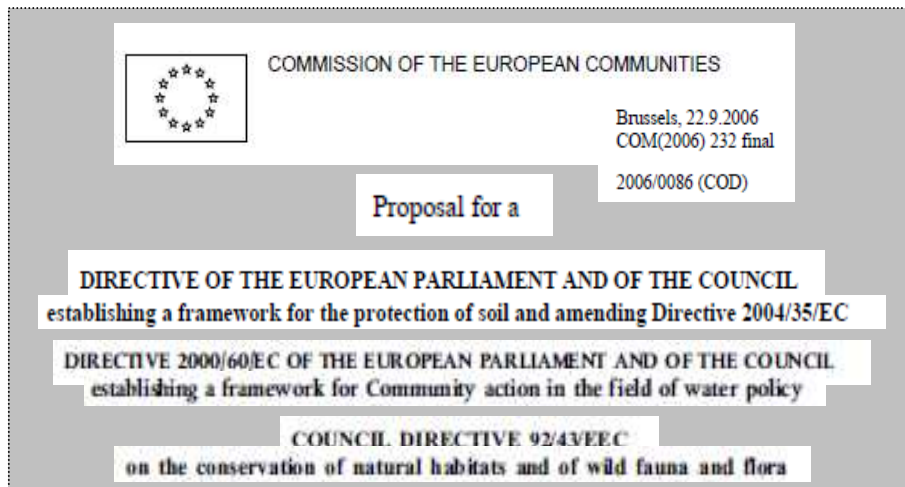 COMMISSION OF THE EUROPEAN COMMUNITIES
Brussels, 22.9.2006
COM(2006) 232 final
2006/0086 (COD)
Proposal for a
DIRECTIVE OF THE EUROPEAN PARLIAMENT AND OF THE COUNCIL
establishing a framework for the protection of soil and amending Directive 2004/35/EC
DIRECTIVE 2000/60/EC OF THE EUROPEAN PARLIAMENT AND OF THE COUNCIL
establishing a framework for Community action in the field of water policy
COUNCIL DIRECTIVE 92/43/EEC
on the conservation of natural habitats and of wild fauna and flora